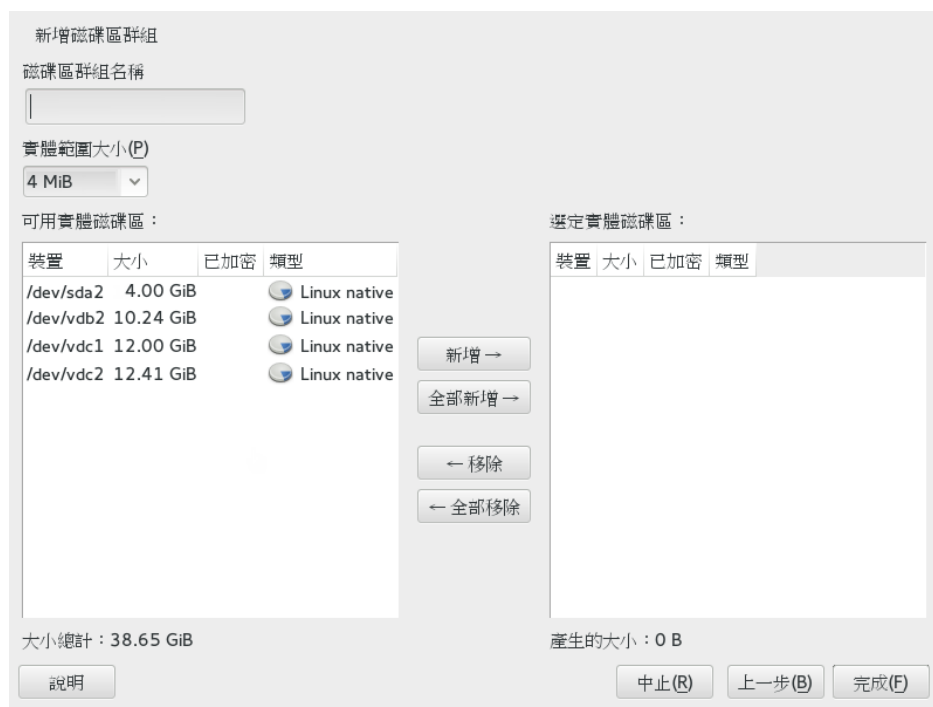 新增磁碟區群組
磁碟區群組名稱
實體範圍大小(P)
4 MiB
可用實體磁碟區：
裝置 大小 已加密 類型
/dev/sda2 4.00 GiB Linux native
/dev/vdb2 10.24 GiB Linux native
/dev/vdc1 12.00 GiB Linux native
/dev/vdc2 12.41 GiB Linux native
大小總計：38.65 GiB
新增→
全部新增→
←移除
←全部移除
選定實體磁碟區：
裝置 大小 已加密 類型
產生的大小：0 B
說明
中止(R)
上一步(B)
完成(F)